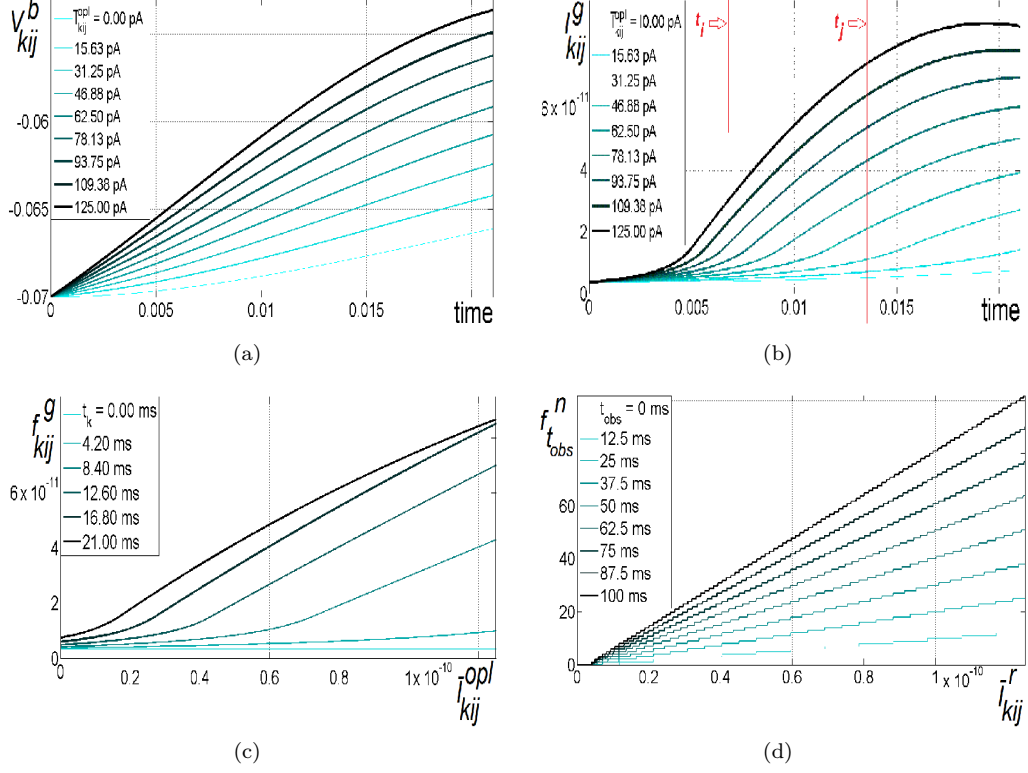 V^b_kij
Ī^opl_kij = 0.00 pA
15.63 pA
31.25 pA
46.88 pA
62.50 pA
78.13 pA
93.75 pA
109.38 pA
125.00 pA
-0.06
-0.065
-0.07
0
0.005
0.01
0.015
time
(a)
I^g_kij
Ī^opl_kij = I0.00 pA
15.63 pA
31.25 pA
46.88 pA
62.50 pA
78.13 pA
93.75 pA
109.38 pA
125.00 pA
t_i
t_j
6 x 10^-11
4
2
0
0.005
0.01
0.015
time
(b)
f^g_kij
t_k = 0.00 ms
4.20 ms
8.40 ms
12.60 ms
16.80 ms
21.00 ms
6 x 10^-11
4
2
0
0
0.2
0.4
0.6
0.8
1 x 10^-10
Ī^opl_kij
(c)
f^n_t_obs
t_obs = 0 ms
12.5 ms
25 ms
37.5 ms
50 ms
62.5 ms
75 ms
87.5 ms
100 ms
60
40
20
0
0
0.2
0.4
0.6
0.8
1 x 10^-10
Ī^r_kij
(d)